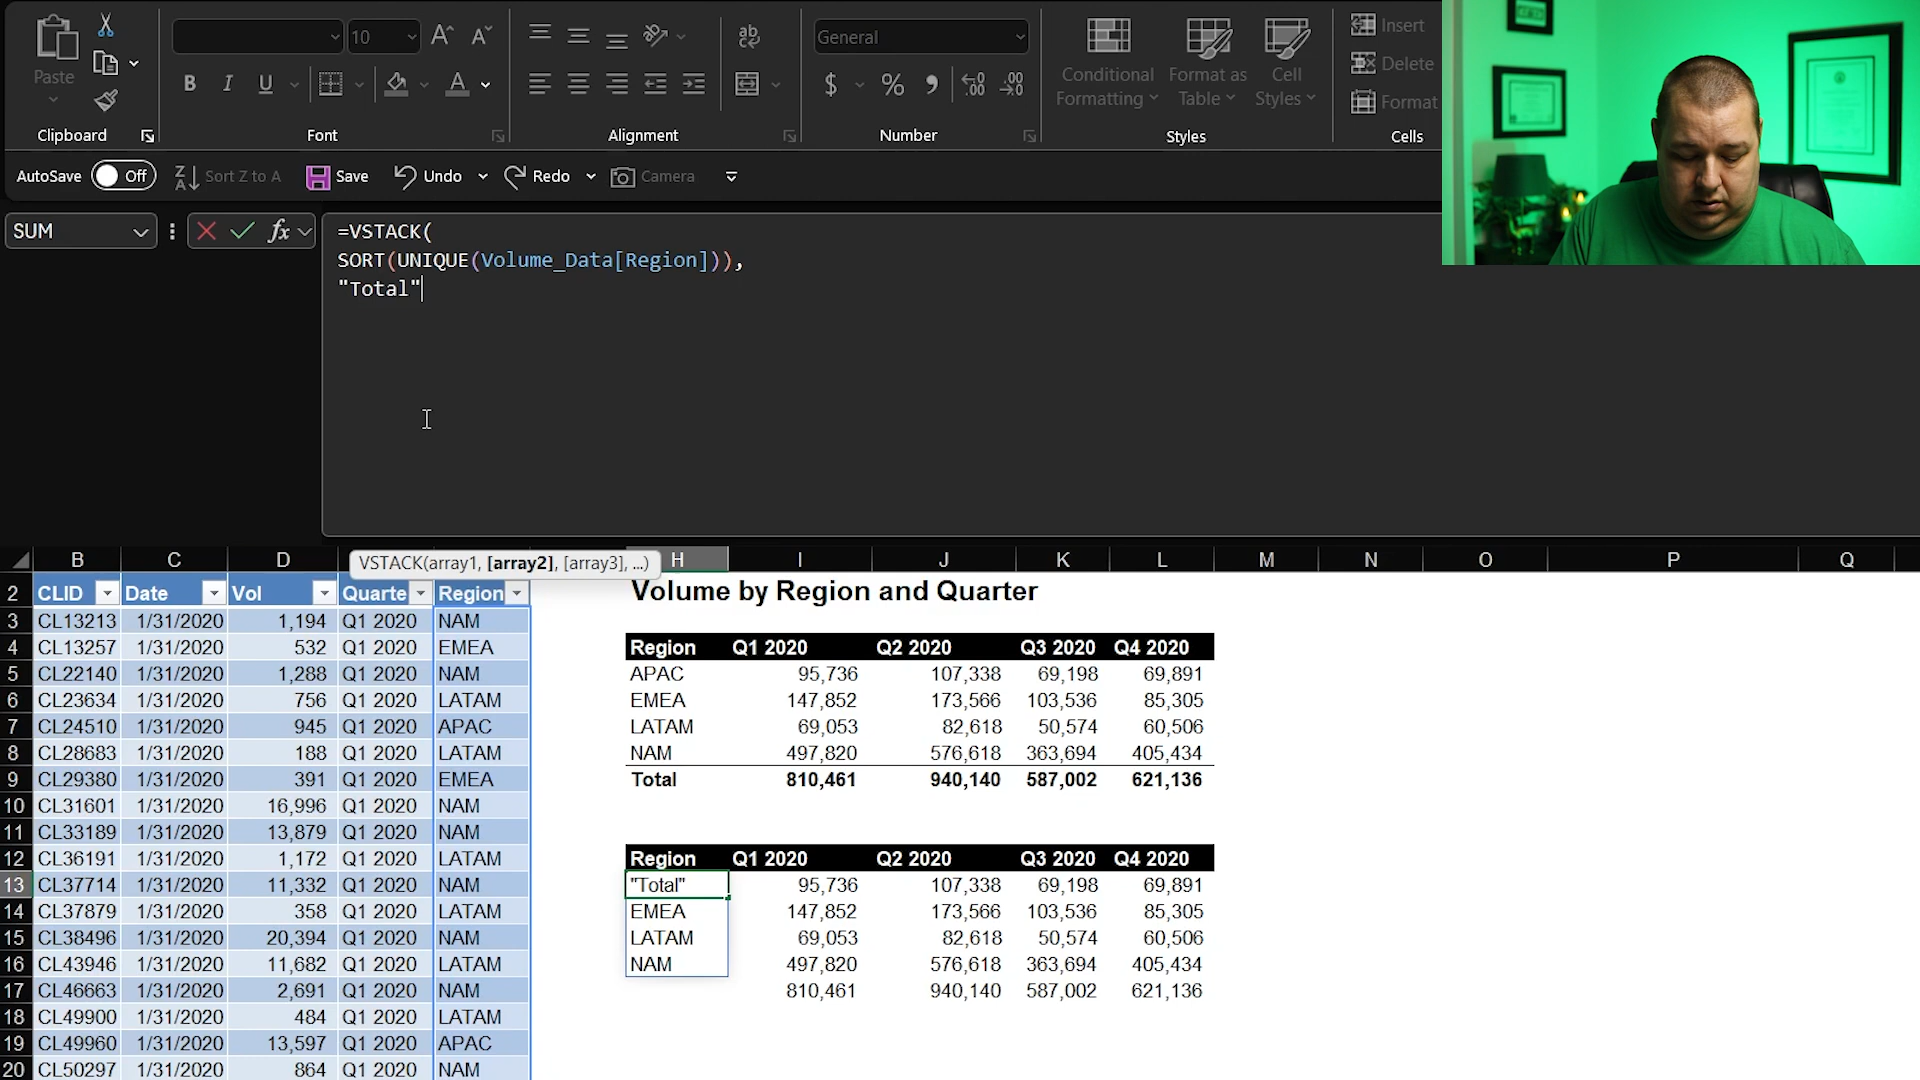 Paste
Clipboard
10
B I U
Font
Alignment
General
$ % ,
Number
Conditional Formatting
Format as Table
Cell Styles
Styles
Insert
Delete
Format
Cells
AutoSave Off Sort Z to A Save Undo Redo Camera
SUM fx =VSTACK(
SORT(UNIQUE(Volume_Data[Region])),
"Total"
VSTACK(array1, [array2], [array3], ...)
B C D H I J K L M N O P Q
2 CLID Date Vol Quarte Region Volume by Region and Quarter
3 CL13213 1/31/2020 1,194 Q1 2020 NAM
4 CL13257 1/31/2020 532 Q1 2020 EMEA Region Q1 2020 Q2 2020 Q3 2020 Q4 2020
5 CL22140 1/31/2020 1,288 Q1 2020 NAM APAC 95,736 107,338 69,198 69,891
6 CL23634 1/31/2020 756 Q1 2020 LATAM EMEA 147,852 173,566 103,536 85,305
7 CL24510 1/31/2020 945 Q1 2020 APAC LATAM 69,053 82,618 50,574 60,506
8 CL28683 1/31/2020 188 Q1 2020 LATAM NAM 497,820 576,618 363,694 405,434
9 CL29380 1/31/2020 391 Q1 2020 EMEA Total 810,461 940,140 587,002 621,136
10 CL31601 1/31/2020 16,996 Q1 2020 NAM
11 CL33189 1/31/2020 13,879 Q1 2020 NAM
12 CL36191 1/31/2020 1,172 Q1 2020 LATAM Region Q1 2020 Q2 2020 Q3 2020 Q4 2020
13 CL37714 1/31/2020 11,332 Q1 2020 NAM "Total" 95,736 107,338 69,198 69,891
14 CL37879 1/31/2020 358 Q1 2020 LATAM EMEA 147,852 173,566 103,536 85,305
15 CL38496 1/31/2020 20,394 Q1 2020 NAM LATAM 69,053 82,618 50,574 60,506
16 CL43946 1/31/2020 11,682 Q1 2020 LATAM NAM 497,820 576,618 363,694 405,434
17 CL46663 1/31/2020 2,691 Q1 2020 NAM 810,461 940,140 587,002 621,136
18 CL49900 1/31/2020 484 Q1 2020 LATAM
19 CL49960 1/31/2020 13,597 Q1 2020 APAC
20 CL50297 1/31/2020 864 Q1 2020 NAM